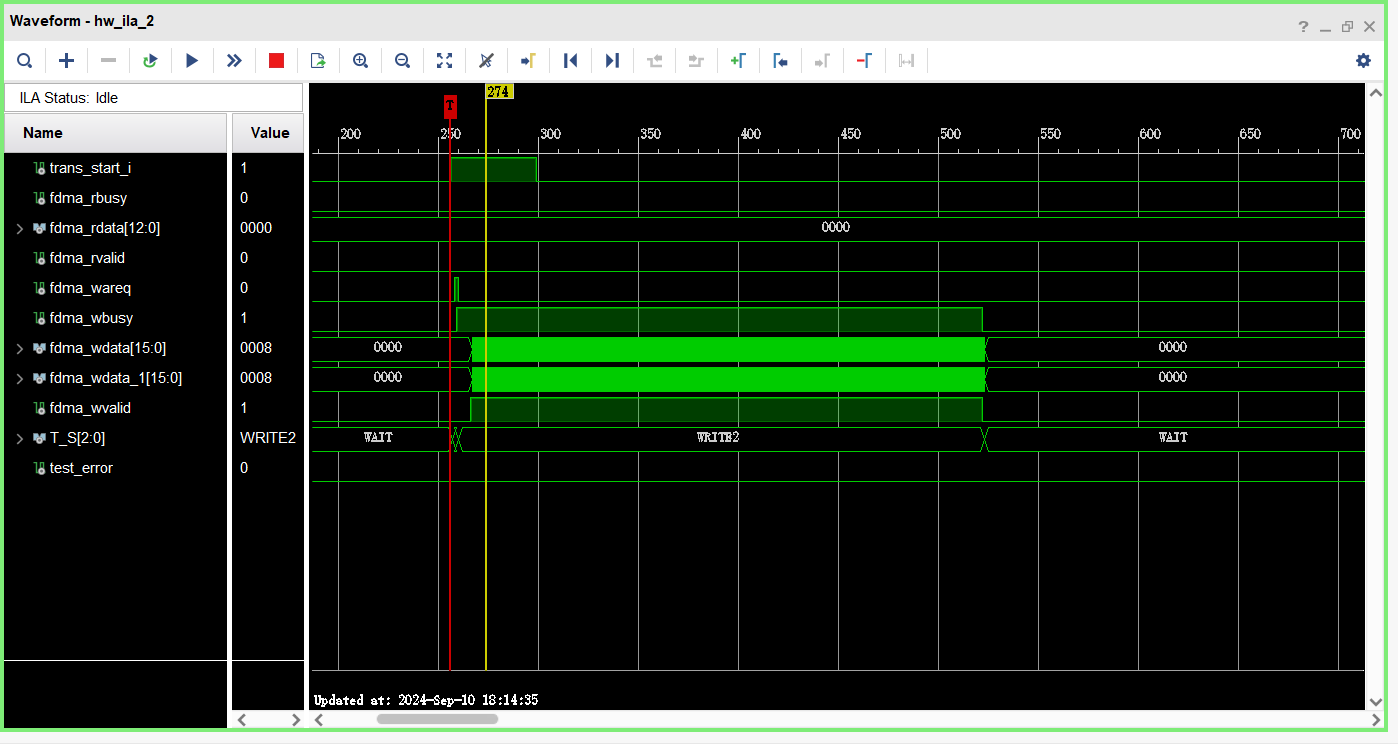 Waveform - hw_ila_2
?
ILA Status: Idle
274
T
Name Value
200 250 300 350 400 450 500 550 600 650 700
trans_start_i 1
fdma_rbusy 0
fdma_rdata[12:0] 0000 0000
fdma_rvalid 0
fdma_wareq 0
fdma_wbusy 1
fdma_wdata[15:0] 0008 0000 0000
fdma_wdata_1[15:0] 0008 0000 0000
fdma_wvalid 1
T_S[2:0] WRITE2 WAIT WRITE2 WAIT
test_error 0
Updated at: 2024-Sep-10 18:14:35